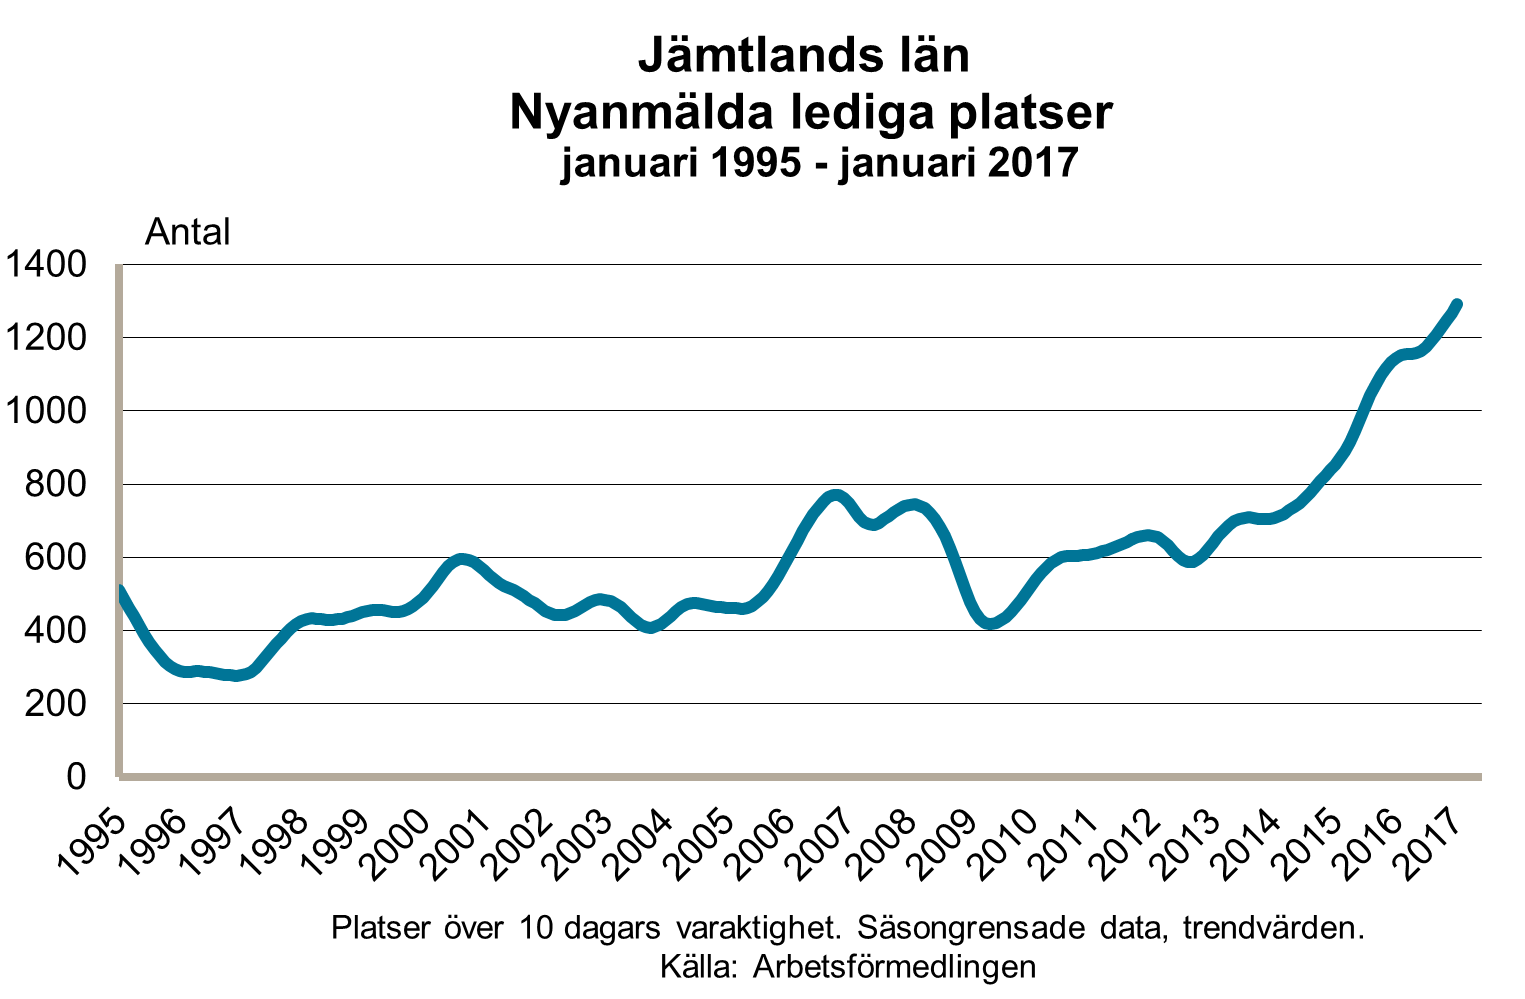 Jämtlands län
Nyanmälda lediga platser
januari 1995 - januari 2017
Antal
1400
1200
1000
800
600
400
200
0
1995 1996 1997 1998 1999 2000 2001 2002 2003 2004 2005 2006 2007 2008 2009 2010 2011 2012 2013 2014 2015 2016 2017
Platser över 10 dagars varaktighet. Säsongrensade data, trendvärden.
Källa: Arbetsförmedlingen